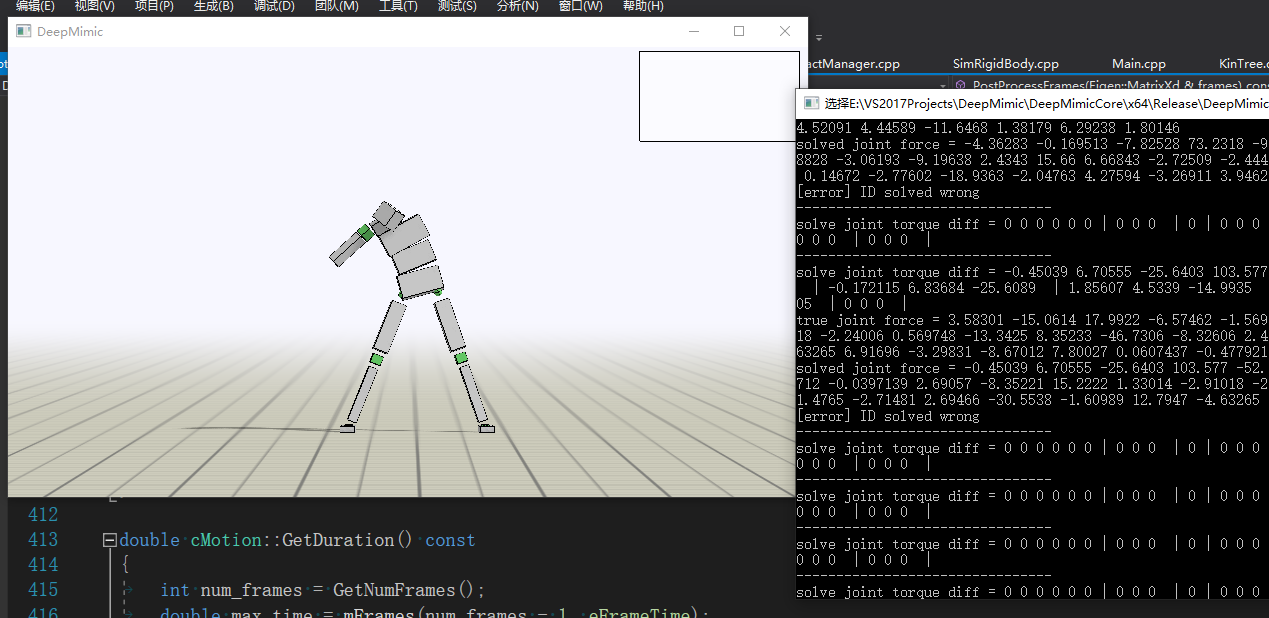 编辑(E) 视图(V) 项目(P) 生成(B) 调试(D) 团队(M) 工具(T) 测试(S) 分析(N) 窗口(W) 帮助(H)
DeepMimic
actManager.cpp SimRigidBody.cpp Main.cpp KinTree.c
PostProcessFrames(Eigen::MatrixXd & frames) cons
选择E:\VS2017Projects\DeepMimic\DeepMimicCore\x64\Release\DeepMimic
4.52091 4.44589 -11.6468 1.38179 6.29238 1.80146
solved joint force = -4.36283 -0.169513 -7.82528 73.2318 -9
8828 -3.06193 -9.19638 2.4343 15.66 6.66843 -2.72509 -2.444
0.14672 -2.77602 -18.9363 -2.04763 4.27594 -3.26911 3.9462
[error] ID solved wrong
--------------------------------
solve joint torque diff = 0 0 0 0 0 0 | 0 0 0 | 0 | 0 0 0
0 0 0 | 0 0 0 |
--------------------------------
solve joint torque diff = -0.45039 6.70555 -25.6403 103.577
| -0.172115 6.83684 -25.6089 | 1.85607 4.5339 -14.9935
05 | 0 0 0 |
true joint force = 3.58301 -15.0614 17.9922 -6.57462 -1.569
18 -2.24006 0.569748 -13.3425 8.35233 -46.7306 -8.32606 2.4
63265 6.91696 -3.29831 -8.67012 7.80027 0.0607437 -0.477921
solved joint force = -0.45039 6.70555 -25.6403 103.577 -52.
712 -0.0397139 2.69057 -8.35221 15.2222 1.33014 -2.91018 -2
1.4765 -2.71481 2.69466 -30.5538 -1.60989 12.7947 -4.63265
[error] ID solved wrong
--------------------------------
solve joint torque diff = 0 0 0 0 0 0 | 0 0 0 | 0 | 0 0 0
0 0 0 | 0 0 0 |
--------------------------------
solve joint torque diff = 0 0 0 0 0 0 | 0 0 0 | 0 | 0 0 0
0 0 0 | 0 0 0 |
--------------------------------
solve joint torque diff = 0 0 0 0 0 0 | 0 0 0 | 0 | 0 0 0
0 0 0 | 0 0 0 |
--------------------------------
solve joint torque diff = 0 0 0 0 0 0 | 0 0 0 | 0 | 0 0 0
412
413 double cMotion::GetDuration() const
414 {
415 int num_frames = GetNumFrames();
416 double max_time = mFrames(num_frames - 1, eFrameTime);